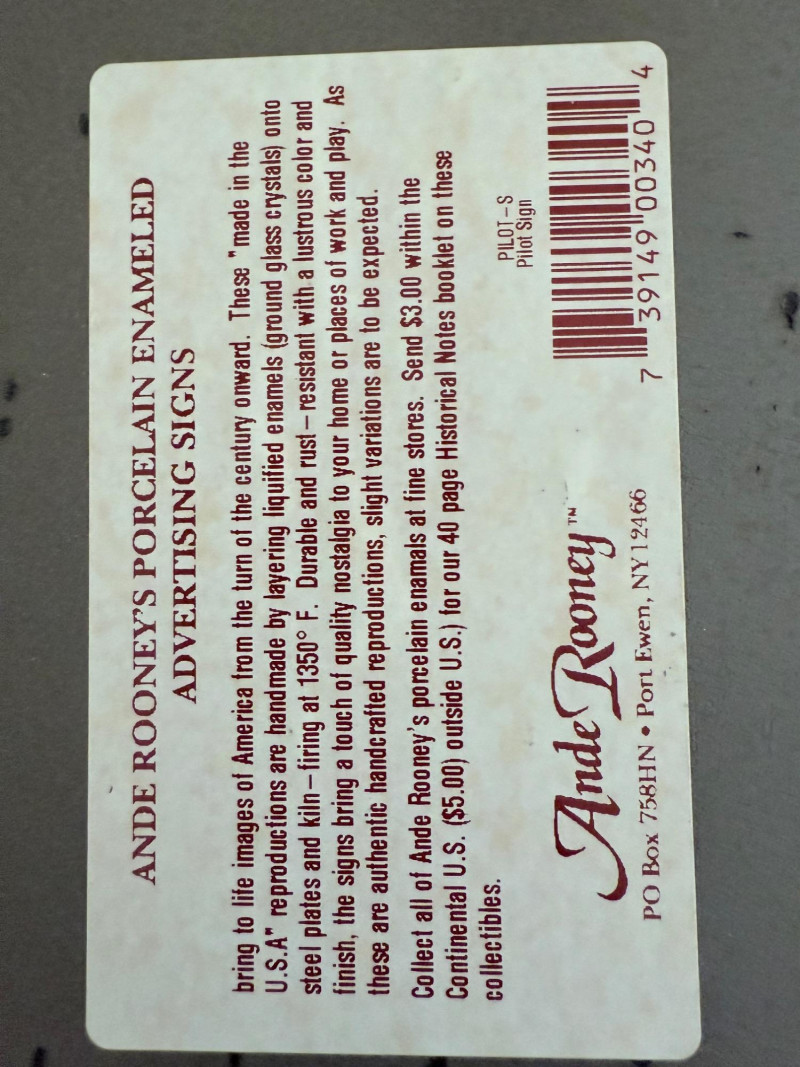 ANDE ROONEY'S PORCELAIN ENAMELED
ADVERTISING SIGNS
bring to life images of America from the turn of the century onward. These "made in the
U.S.A" reproductions are handmade by layering liquified enamels (ground glass crystals) onto
steel plates and kiln-firing at 1350° F. Durable and rust-resistant with a lustrous color and
finish, the signs bring a touch of quality nostalgia to your home or places of work and play. As
these are authentic handcrafted reproductions, slight variations are to be expected.
Collect all of Ande Rooney's porcelain enamals at fine stores. Send $3.00 within the
Continental U.S. ($5.00) outside U.S.) for our 40 page Historical Notes booklet on these
collectibles.
PILOT-S
Pilot Sign
7 39149 00340 4
Ande Rooney™
PO Box 758HN • Port Ewen, NY 12466